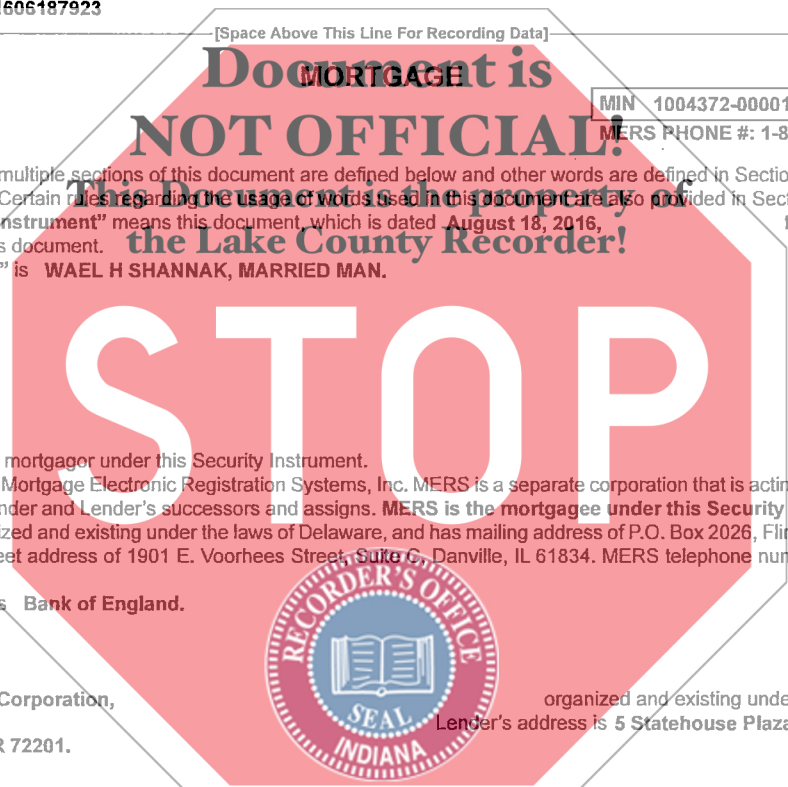 1606187923
[Space Above This Line For Recording Data]
Document is
MORTGAGE
MIN 1004372-00001
NOT OFFICIAL!
MERS PHONE #: 1-8
multiple sections of this document are defined below and other words are defined in Sectio
This Document is the property of
Certain rules regarding the usage of words used in this document are also provided in Sect
nstrument” means this document, which is dated August 18, 2016,
the Lake County Recorder!
s document.
” is WAEL H SHANNAK, MARRIED MAN.
STOP
mortgagor under this Security Instrument.
Mortgage Electronic Registration Systems, Inc. MERS is a separate corporation that is actin
nder and Lender’s successors and assigns. MERS is the mortgagee under this Security
ized and existing under the laws of Delaware, and has mailing address of P.O. Box 2026, Flin
eet address of 1901 E. Voorhees Street, Suite C, Danville, IL 61834. MERS telephone num
s Bank of England.
RECORDER'S OFFICE
SEAL
INDIANA
Corporation,
organized and existing unde
Lender’s address is 5 Statehouse Plaza
R 72201.